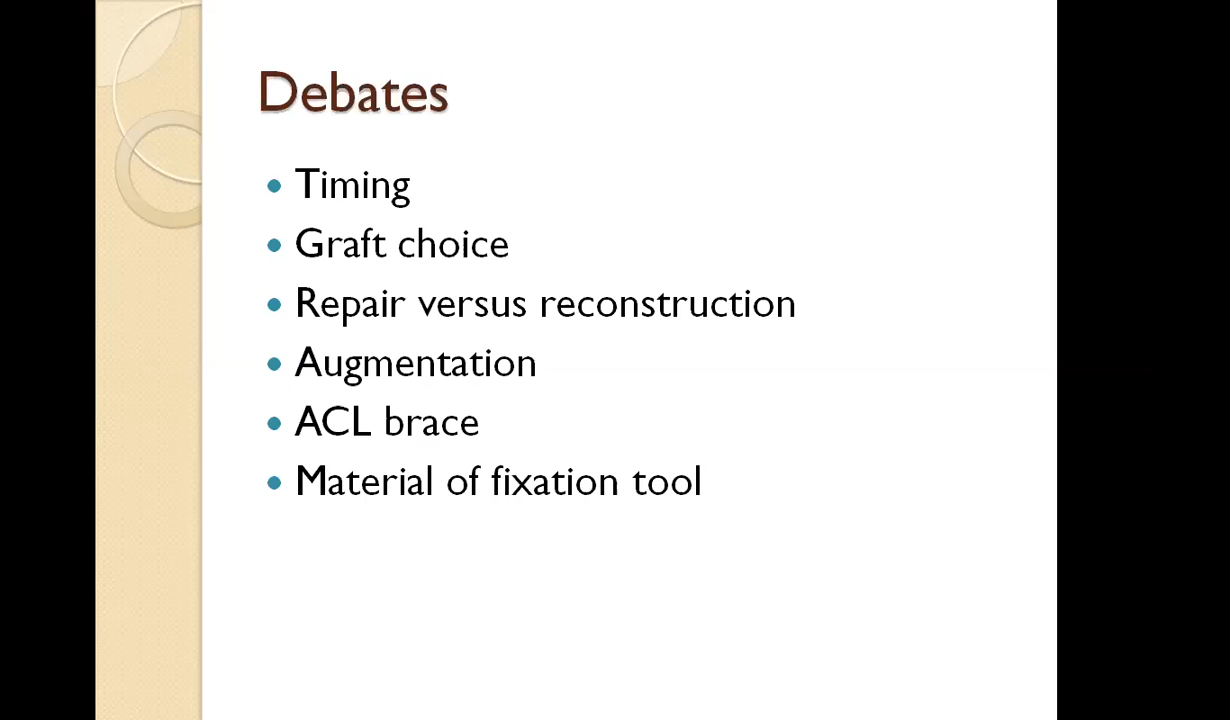 Debates
Timing
Graft choice
Repair versus reconstruction
Augmentation
ACL brace
Material of fixation tool